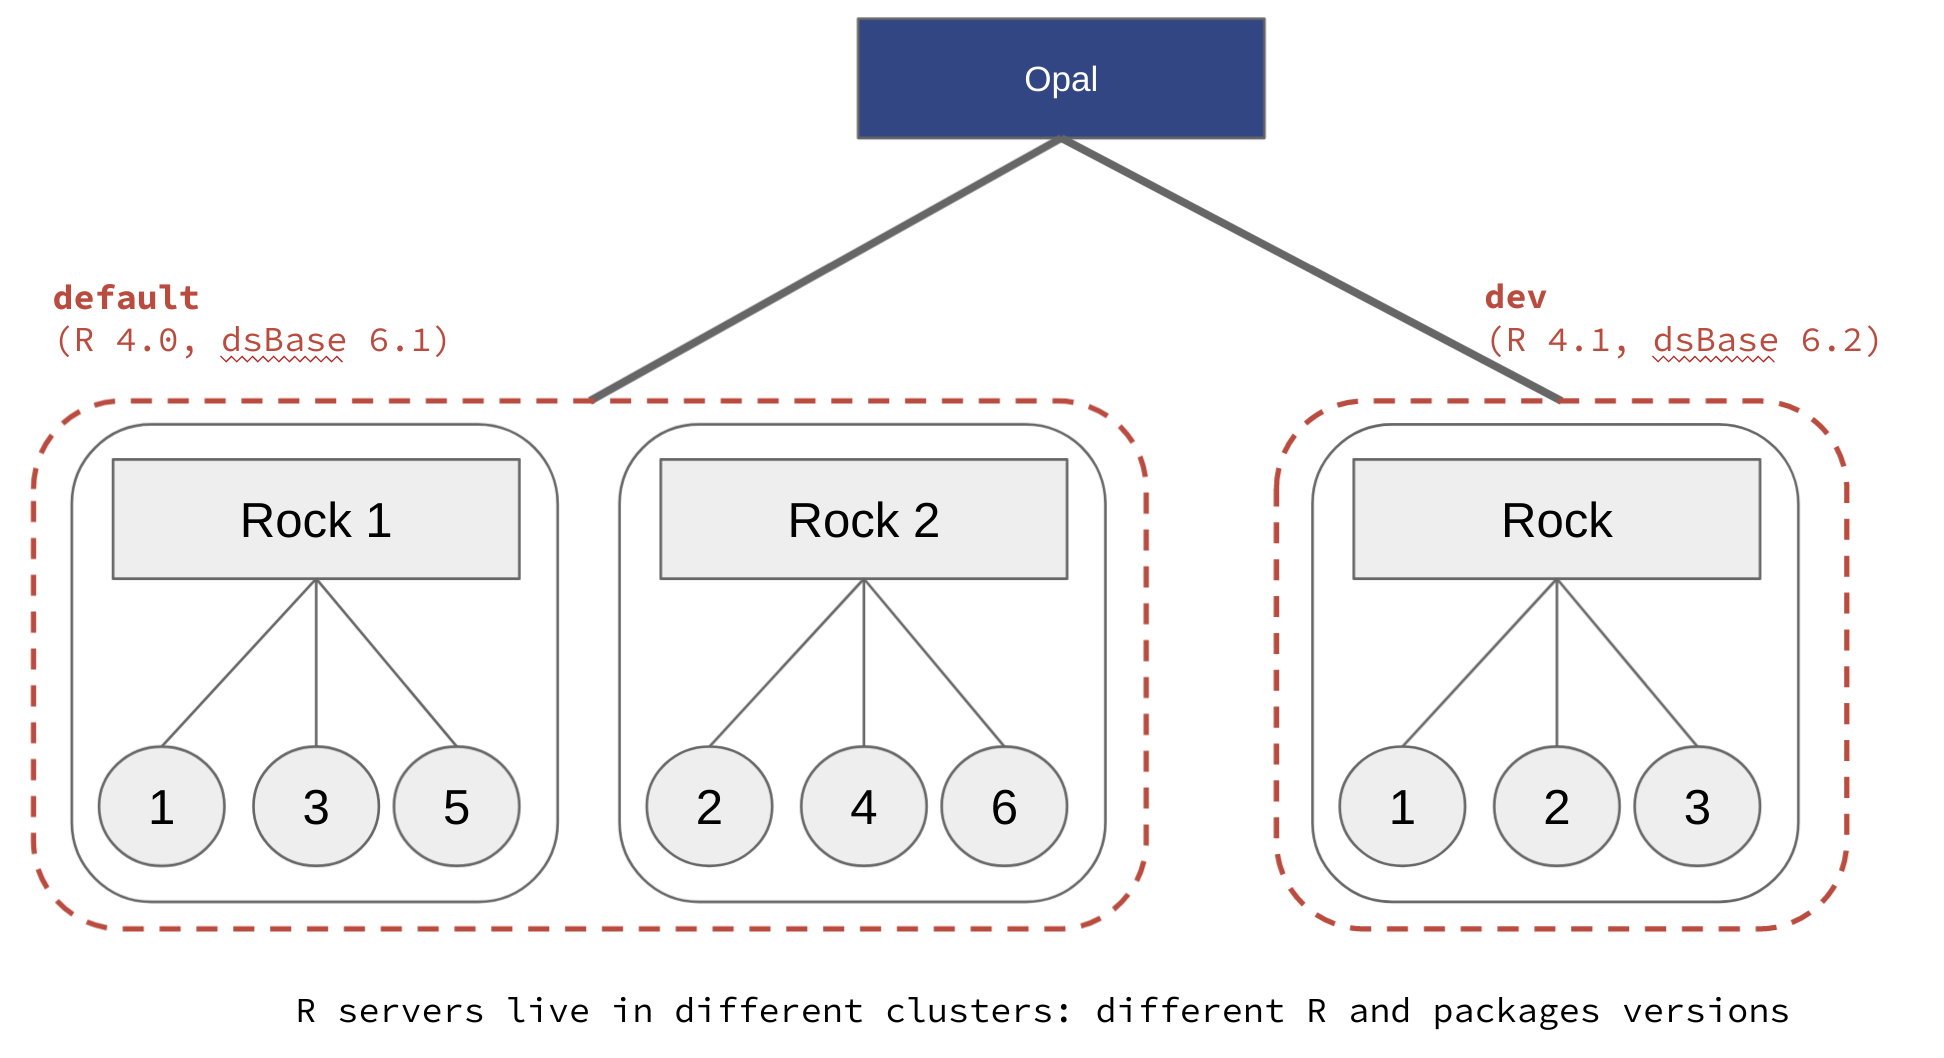 Opal
default
(R 4.0, dsBase 6.1)
dev
(R 4.1, dsBase 6.2)
Rock 1
Rock 2
Rock
1 3 5
2 4 6
1 2 3
R servers live in different clusters: different R and packages versions